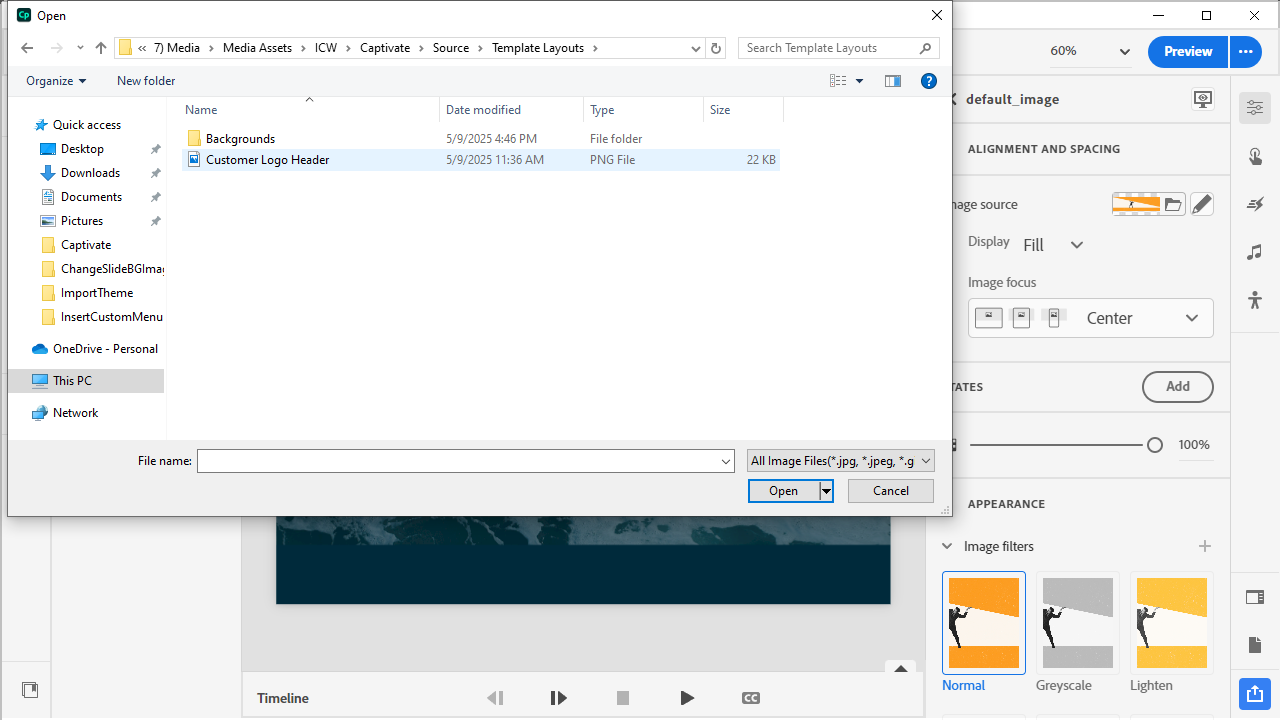 Cp Open
« 7) Media > Media Assets > ICW > Captivate > Source > Template Layouts >
Search Template Layouts
Organize
New folder
Name
Date modified
Type
Size
Backgrounds
5/9/2025 4:46 PM
File folder
Customer Logo Header
5/9/2025 11:36 AM
PNG File
22 KB
Quick access
Desktop
Downloads
Documents
Pictures
Captivate
ChangeSlideBGImag
ImportTheme
InsertCustomMenu
OneDrive - Personal
This PC
Network
File name:
All Image Files(*.jpg, *.jpeg, *.g
Open
Cancel
60%
Preview
default_image
ALIGNMENT AND SPACING
mage source
Display
Fill
Image focus
Center
TATES
Add
100%
APPEARANCE
Image filters
Normal
Greyscale
Lighten
Timeline
CC